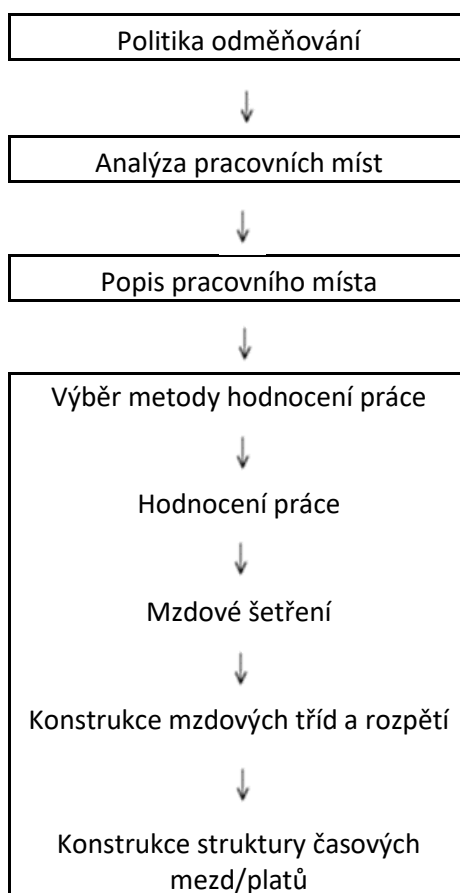 Politika odměňování
Analýza pracovních míst
Popis pracovního místa
Výběr metody hodnocení práce
Hodnocení práce
Mzdové šetření
Konstrukce mzdových tříd a rozpětí
Konstrukce struktury časových
mezd/platů